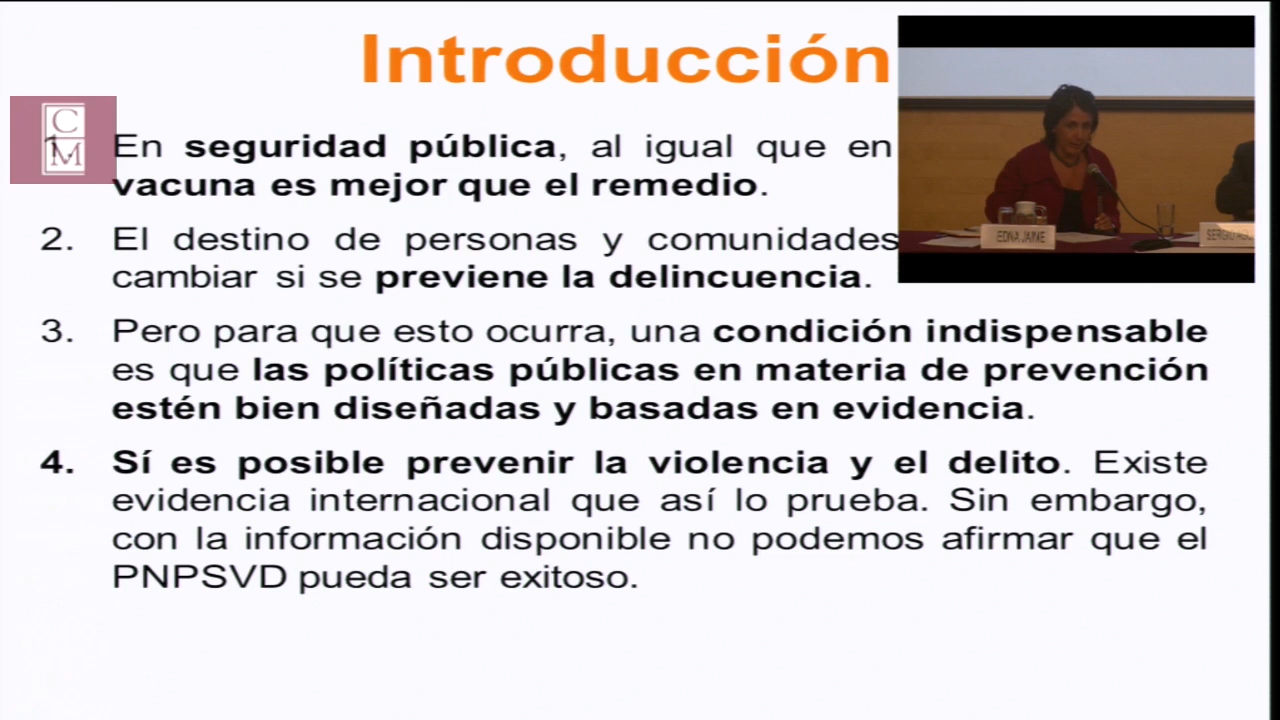 Introducción
C
M
En seguridad pública, al igual que en
vacuna es mejor que el remedio.
2. El destino de personas y comunidades
cambiar si se previene la delincuencia.
3. Pero para que esto ocurra, una condición indispensable
es que las políticas públicas en materia de prevención
estén bien diseñadas y basadas en evidencia.
4. Sí es posible prevenir la violencia y el delito. Existe
evidencia internacional que así lo prueba. Sin embargo,
con la información disponible no podemos afirmar que el
PNPSVD pueda ser exitoso.
EDNA JAIME
SERGIO